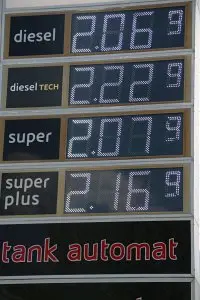 diesel 2.06 9
diesel TECH 2.22 9
super 2.07 9
super plus 2.16 9
tank automat